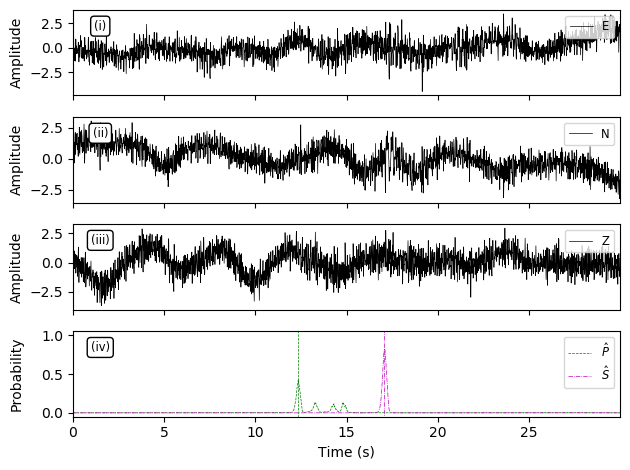 (i)
E
2.5
0.0
−2.5
Amplitude
(ii)
N
2.5
0.0
−2.5
Amplitude
(iii)
Z
2.5
0.0
−2.5
Amplitude
(iv)
P̂
Ŝ
1.0
0.5
0.0
Probability
0 5 10 15 20 25
Time (s)